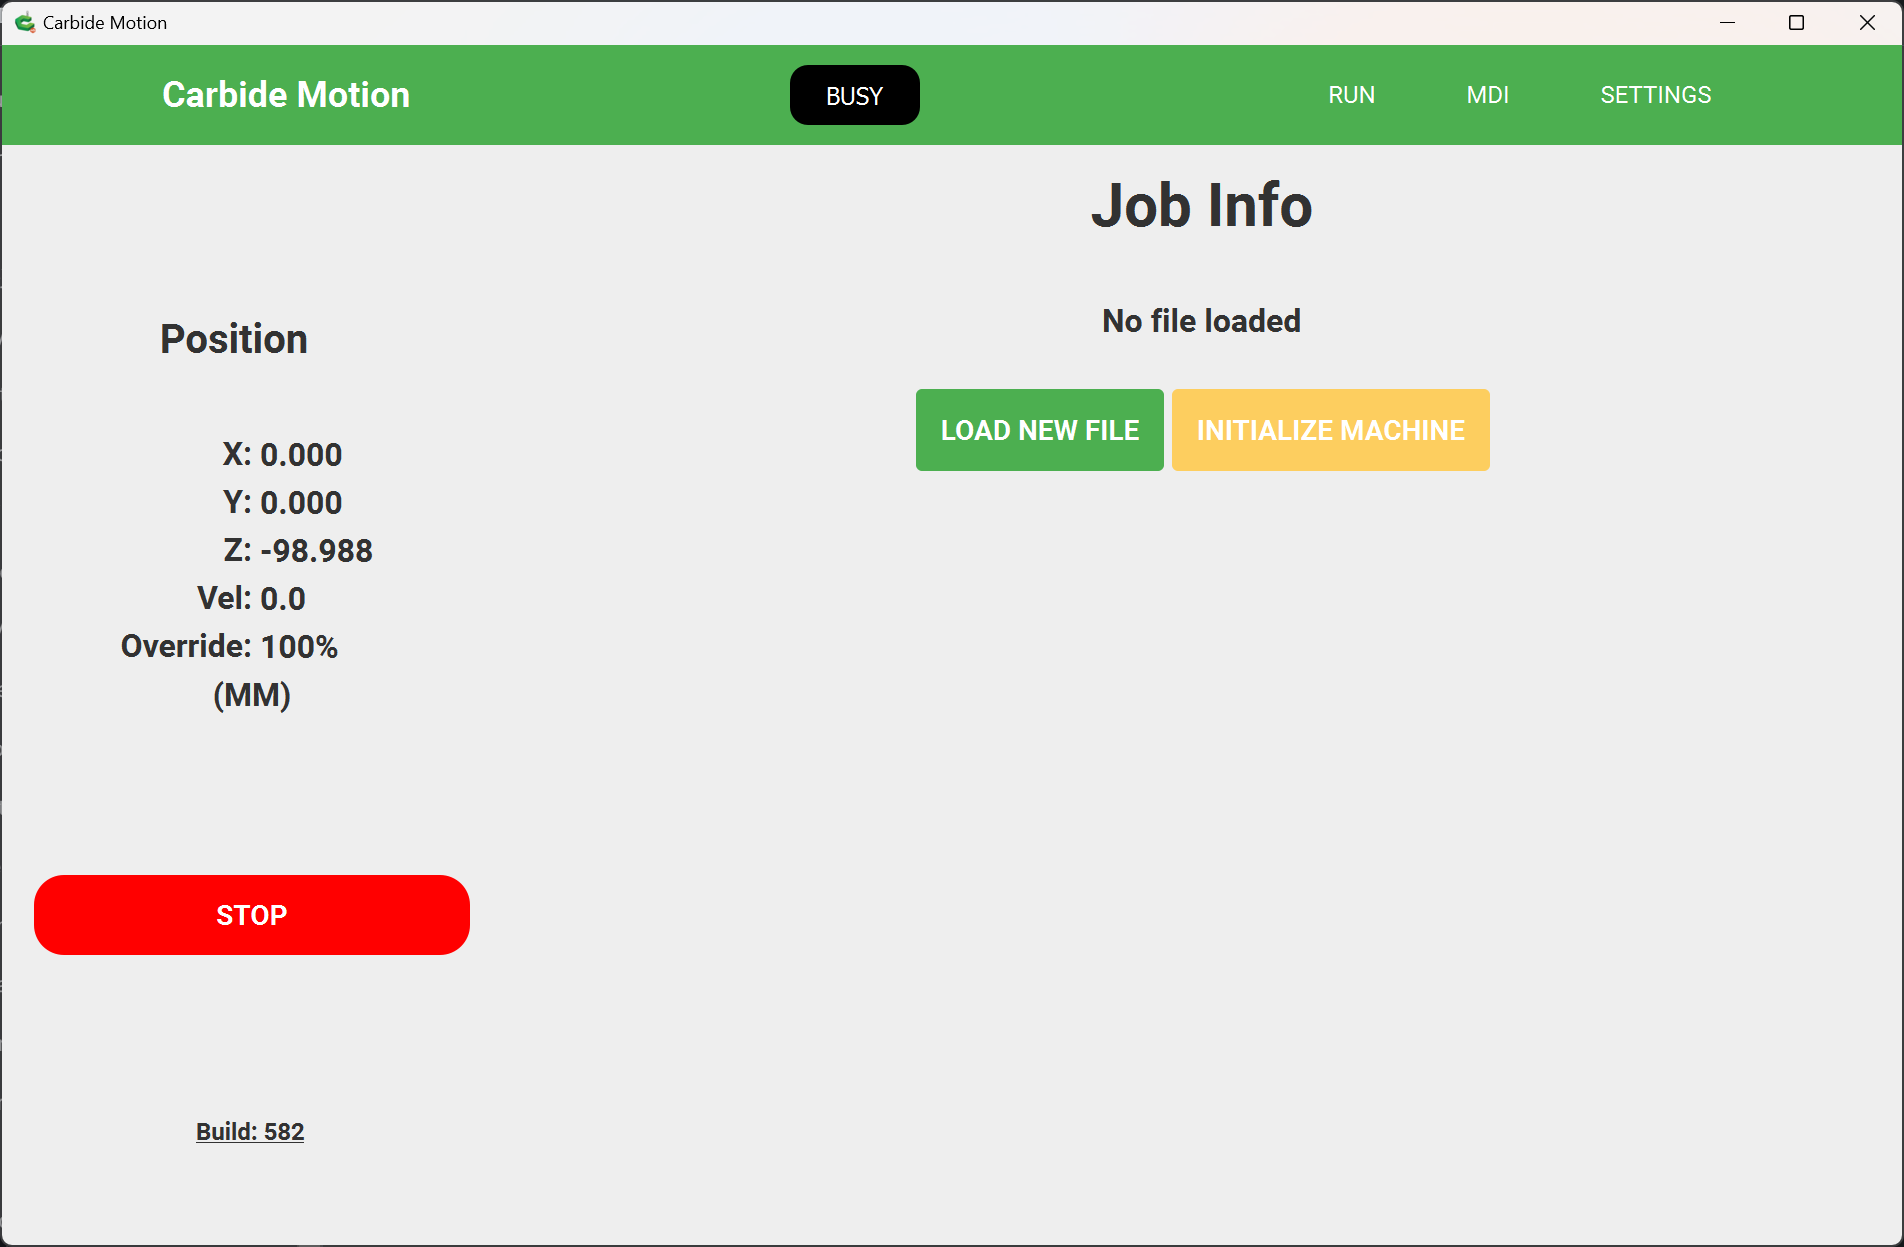 Carbide Motion
Carbide Motion
BUSY
RUN
MDI
SETTINGS
Job Info
No file loaded
LOAD NEW FILE
INITIALIZE MACHINE
Position
X: 0.000
Y: 0.000
Z: -98.988
Vel: 0.0
Override: 100%
(MM)
STOP
Build: 582